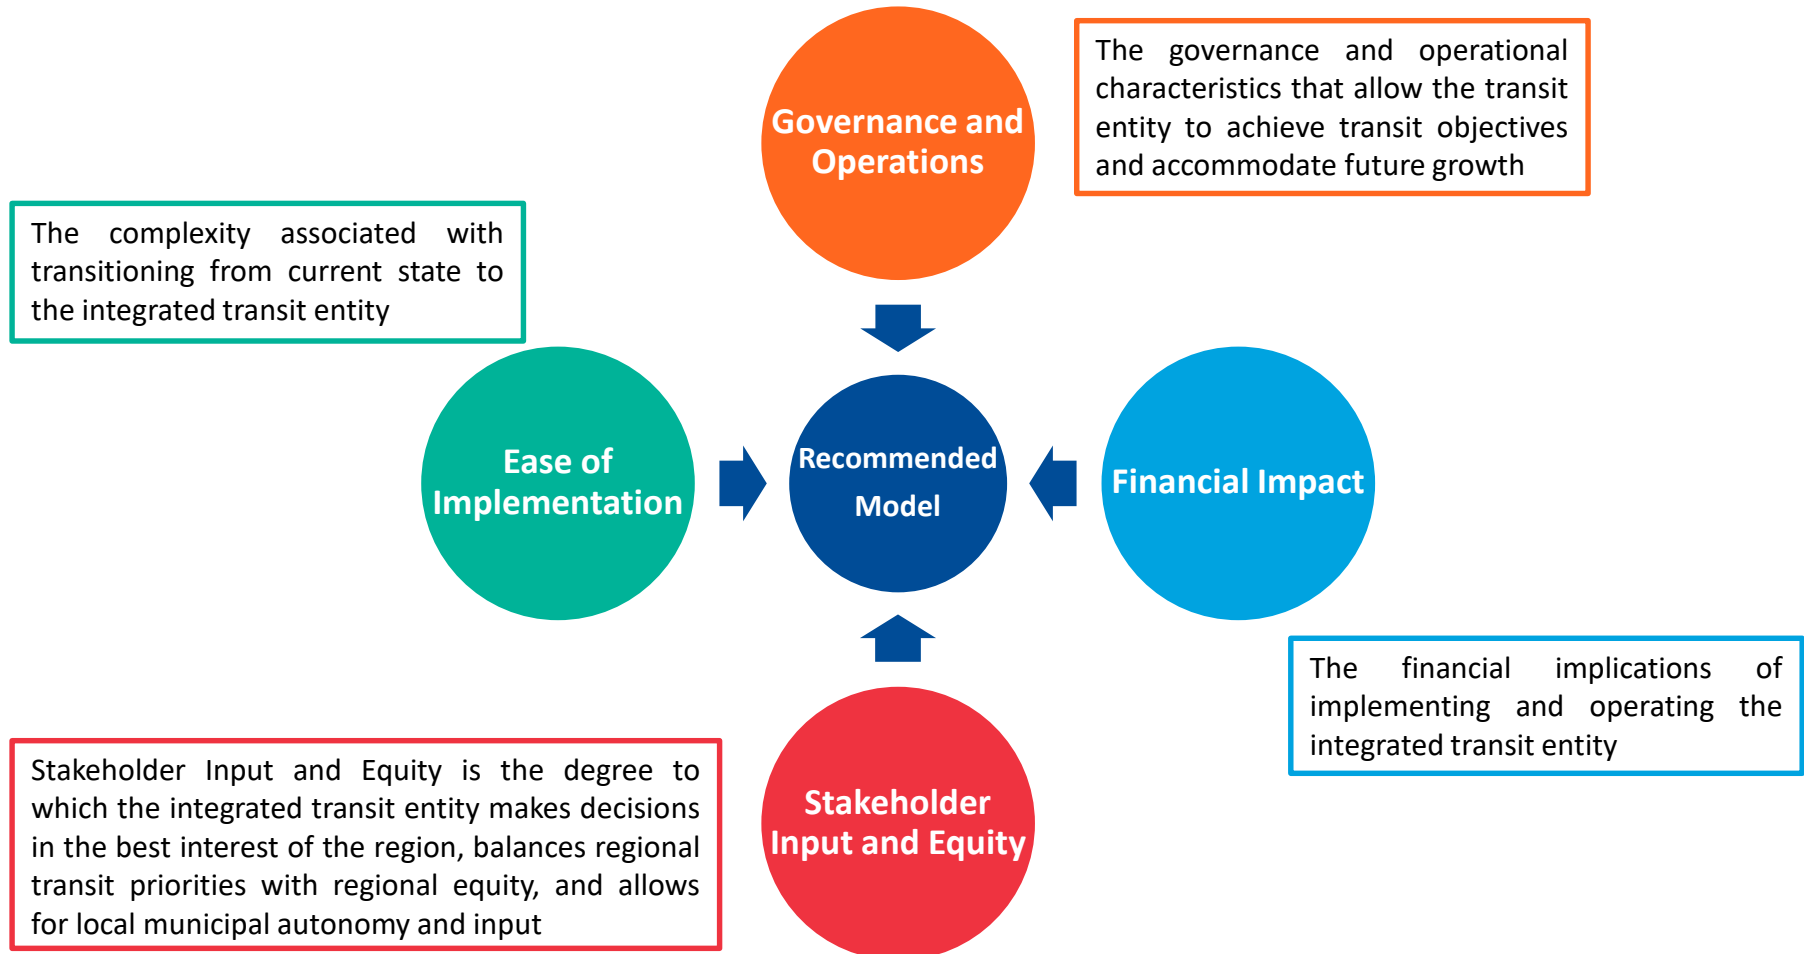 Governance and
Operations
The governance and operational
characteristics that allow the transit
entity to achieve transit objectives
and accommodate future growth
The complexity associated with
transitioning from current state to
the integrated transit entity
Ease of
Implementation
Recommended
Model
Financial Impact
The financial implications of
implementing and operating the
integrated transit entity
Stakeholder Input and Equity is the degree to
which the integrated transit entity makes decisions
in the best interest of the region, balances regional
transit priorities with regional equity, and allows
for local municipal autonomy and input
Stakeholder
Input and Equity